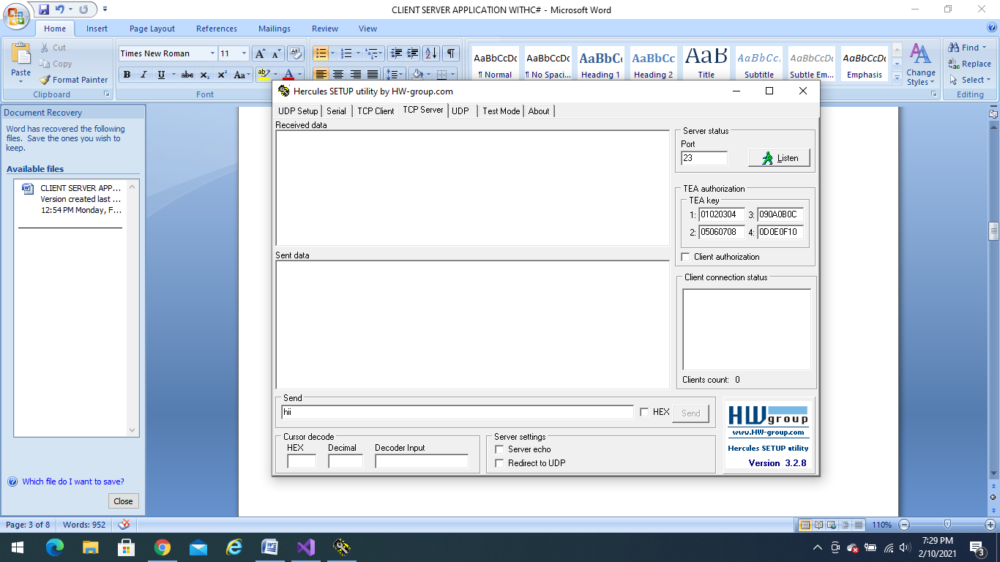 CLIENT SERVER APPLICATION WITHC# - Microsoft Word
Home Insert Page Layout References Mailings Review View
Paste
Cut
Copy
Format Painter
Clipboard
Times New Roman 11
B I U abc x₂ x² Aa
Font
AaBbCcDc AaBbCcDc AaBbC AaBbCc AaB AaBbCc. AaBbCcDc AaBbCcDc
¶ Normal ¶ No Spaci... Heading 1 Heading 2 Title Subtitle Subtle Em... Emphasis
Change
Styles
Find
Replace
Select
Editing
Document Recovery
Word has recovered the following
files. Save the ones you wish to
keep.
Available files
CLIENT SERVER APP...
Version created last ...
12:54 PM Monday, F...
Which file do I want to save?
Close
Hercules SETUP utility by HW-group.com
UDP Setup Serial TCP Client TCP Server UDP Test Mode About
Received data
Sent data
Server status
Port
23
Listen
TEA authorization
TEA key
1: 01020304 3: 090A0B0C
2: 05060708 4: 0D0E0F10
Client authorization
Client connection status
Clients count: 0
Send
hii
HEX
Send
Cursor decode
HEX Decimal Decoder Input
Server settings
Server echo
Redirect to UDP
HW group
www.HW-group.com
Hercules SETUP utility
Version 3.2.8
Page: 3 of 8 Words: 952
110%
7:29 PM
2/10/2021
3